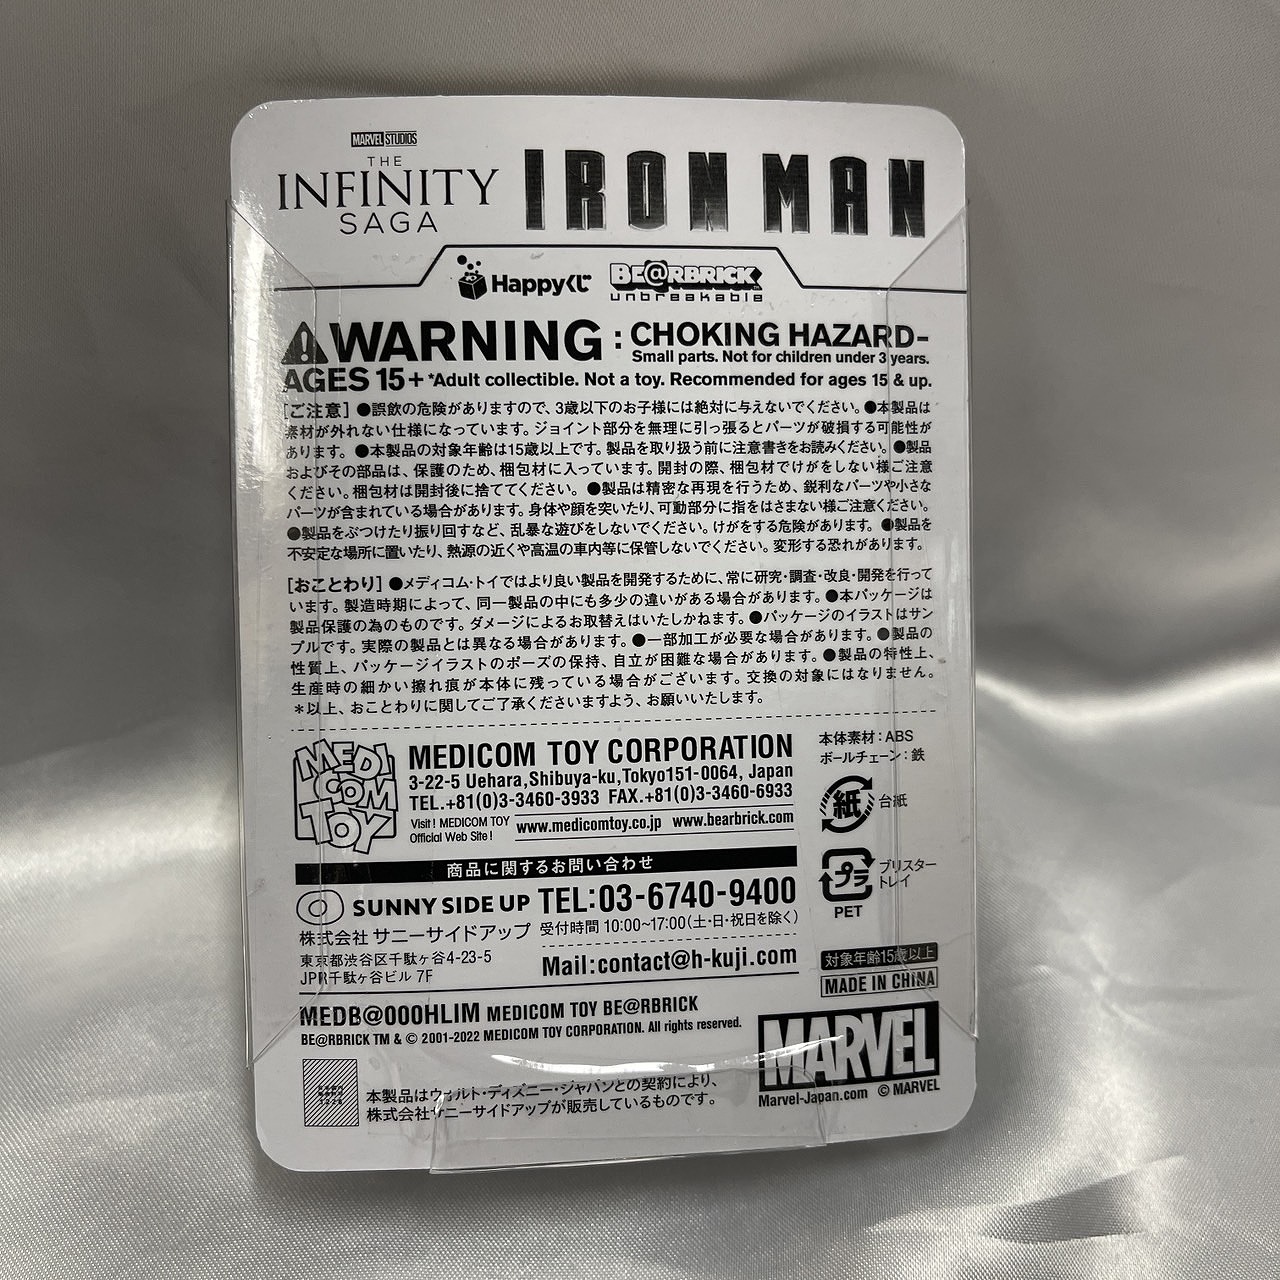 MARVEL STUDIOS
THE
INFINITY
SAGA
IRON MAN
Happyくじ
BE@RBRICK
unbreakable
WARNING : CHOKING HAZARD-
Small parts. Not for children under 3 years.
AGES 15+ *Adult collectible. Not a toy. Recommended for ages 15 & up.
[ご注意] ●誤飲の危険がありますので、3歳以下のお子様には絶対に与えないでください。●本製品は
素材が外れない仕様になっています。ジョイント部分を無理に引っ張るとパーツが破損する可能性が
あります。 ●本製品の対象年齢は15歳以上です。製品を取り扱う前に注意書きをお読みください。●製品
およびその部品は、保護のため、梱包材に入っています。開封の際、梱包材でけがをしない様ご注意
ください。梱包材は開封後に捨ててください。 ●製品は精密な再現を行うため、鋭利なパーツや小さな
パーツが含まれている場合があります。身体や顔を突いたり、可動部分に指をはさまない様ご注意ください。
●製品をぶつけたり振り回すなど、乱暴な遊びをしないでください。けがをする危険があります。 ●製品を
不安定な場所に置いたり、熱源の近くや高温の車内等に保管しないでください。変形する恐れがあります。
[おことわり] ●メディコム・トイではより良い製品を開発するために、常に研究・調査・改良・開発を行って
います。製造時期によって、同一製品の中にも多少の違いがある場合があります。●本パッケージは
製品保護の為のものです。ダメージによるお取替えはいたしかねます。●パッケージのイラストはサン
プルです。実際の製品とは異なる場合があります。●一部加工が必要な場合があります。●製品の
性質上、パッケージイラストのポーズの保持、自立が困難な場合があります。●製品の特性上、
生産時の細かい擦れ痕が本体に残っている場合がございます。交換の対象にはなりません。
＊以上、おことわりに関してご了承くださいますよう、お願いいたします。
MEDI
COM
TOY
MEDICOM TOY CORPORATION
3-22-5 Uehara,Shibuya-ku,Tokyo151-0064, Japan
TEL.+81(0)3-3460-3933 FAX.+81(0)3-3460-6933
Visit! MEDICOM TOY
Official Web Site!
www.medicomtoy.co.jp www.bearbrick.com
本体素材：ABS
ボールチェーン：鉄
紙 台紙
プラ ブリスター
トレイ
PET
商品に関するお問い合わせ
SUNNY SIDE UP TEL:03-6740-9400
株式会社 サニーサイドアップ 受付時間 10:00~17:00(土・日・祝日を除く)
東京都渋谷区千駄ヶ谷4-23-5
JPR千駄ヶ谷ビル 7F
Mail:contact@h-kuji.com
対象年齢15歳以上
MADE IN CHINA
MEDB@000HLIM MEDICOM TOY BE@RBRICK
BE@RBRICK TM & © 2001-2022 MEDICOM TOY CORPORATION. All rights reserved.
MARVEL
Marvel-Japan.com © MARVEL
本製品はウォルト・ディズニー・ジャパンとの契約により、
株式会社サニーサイドアップが販売しているものです。